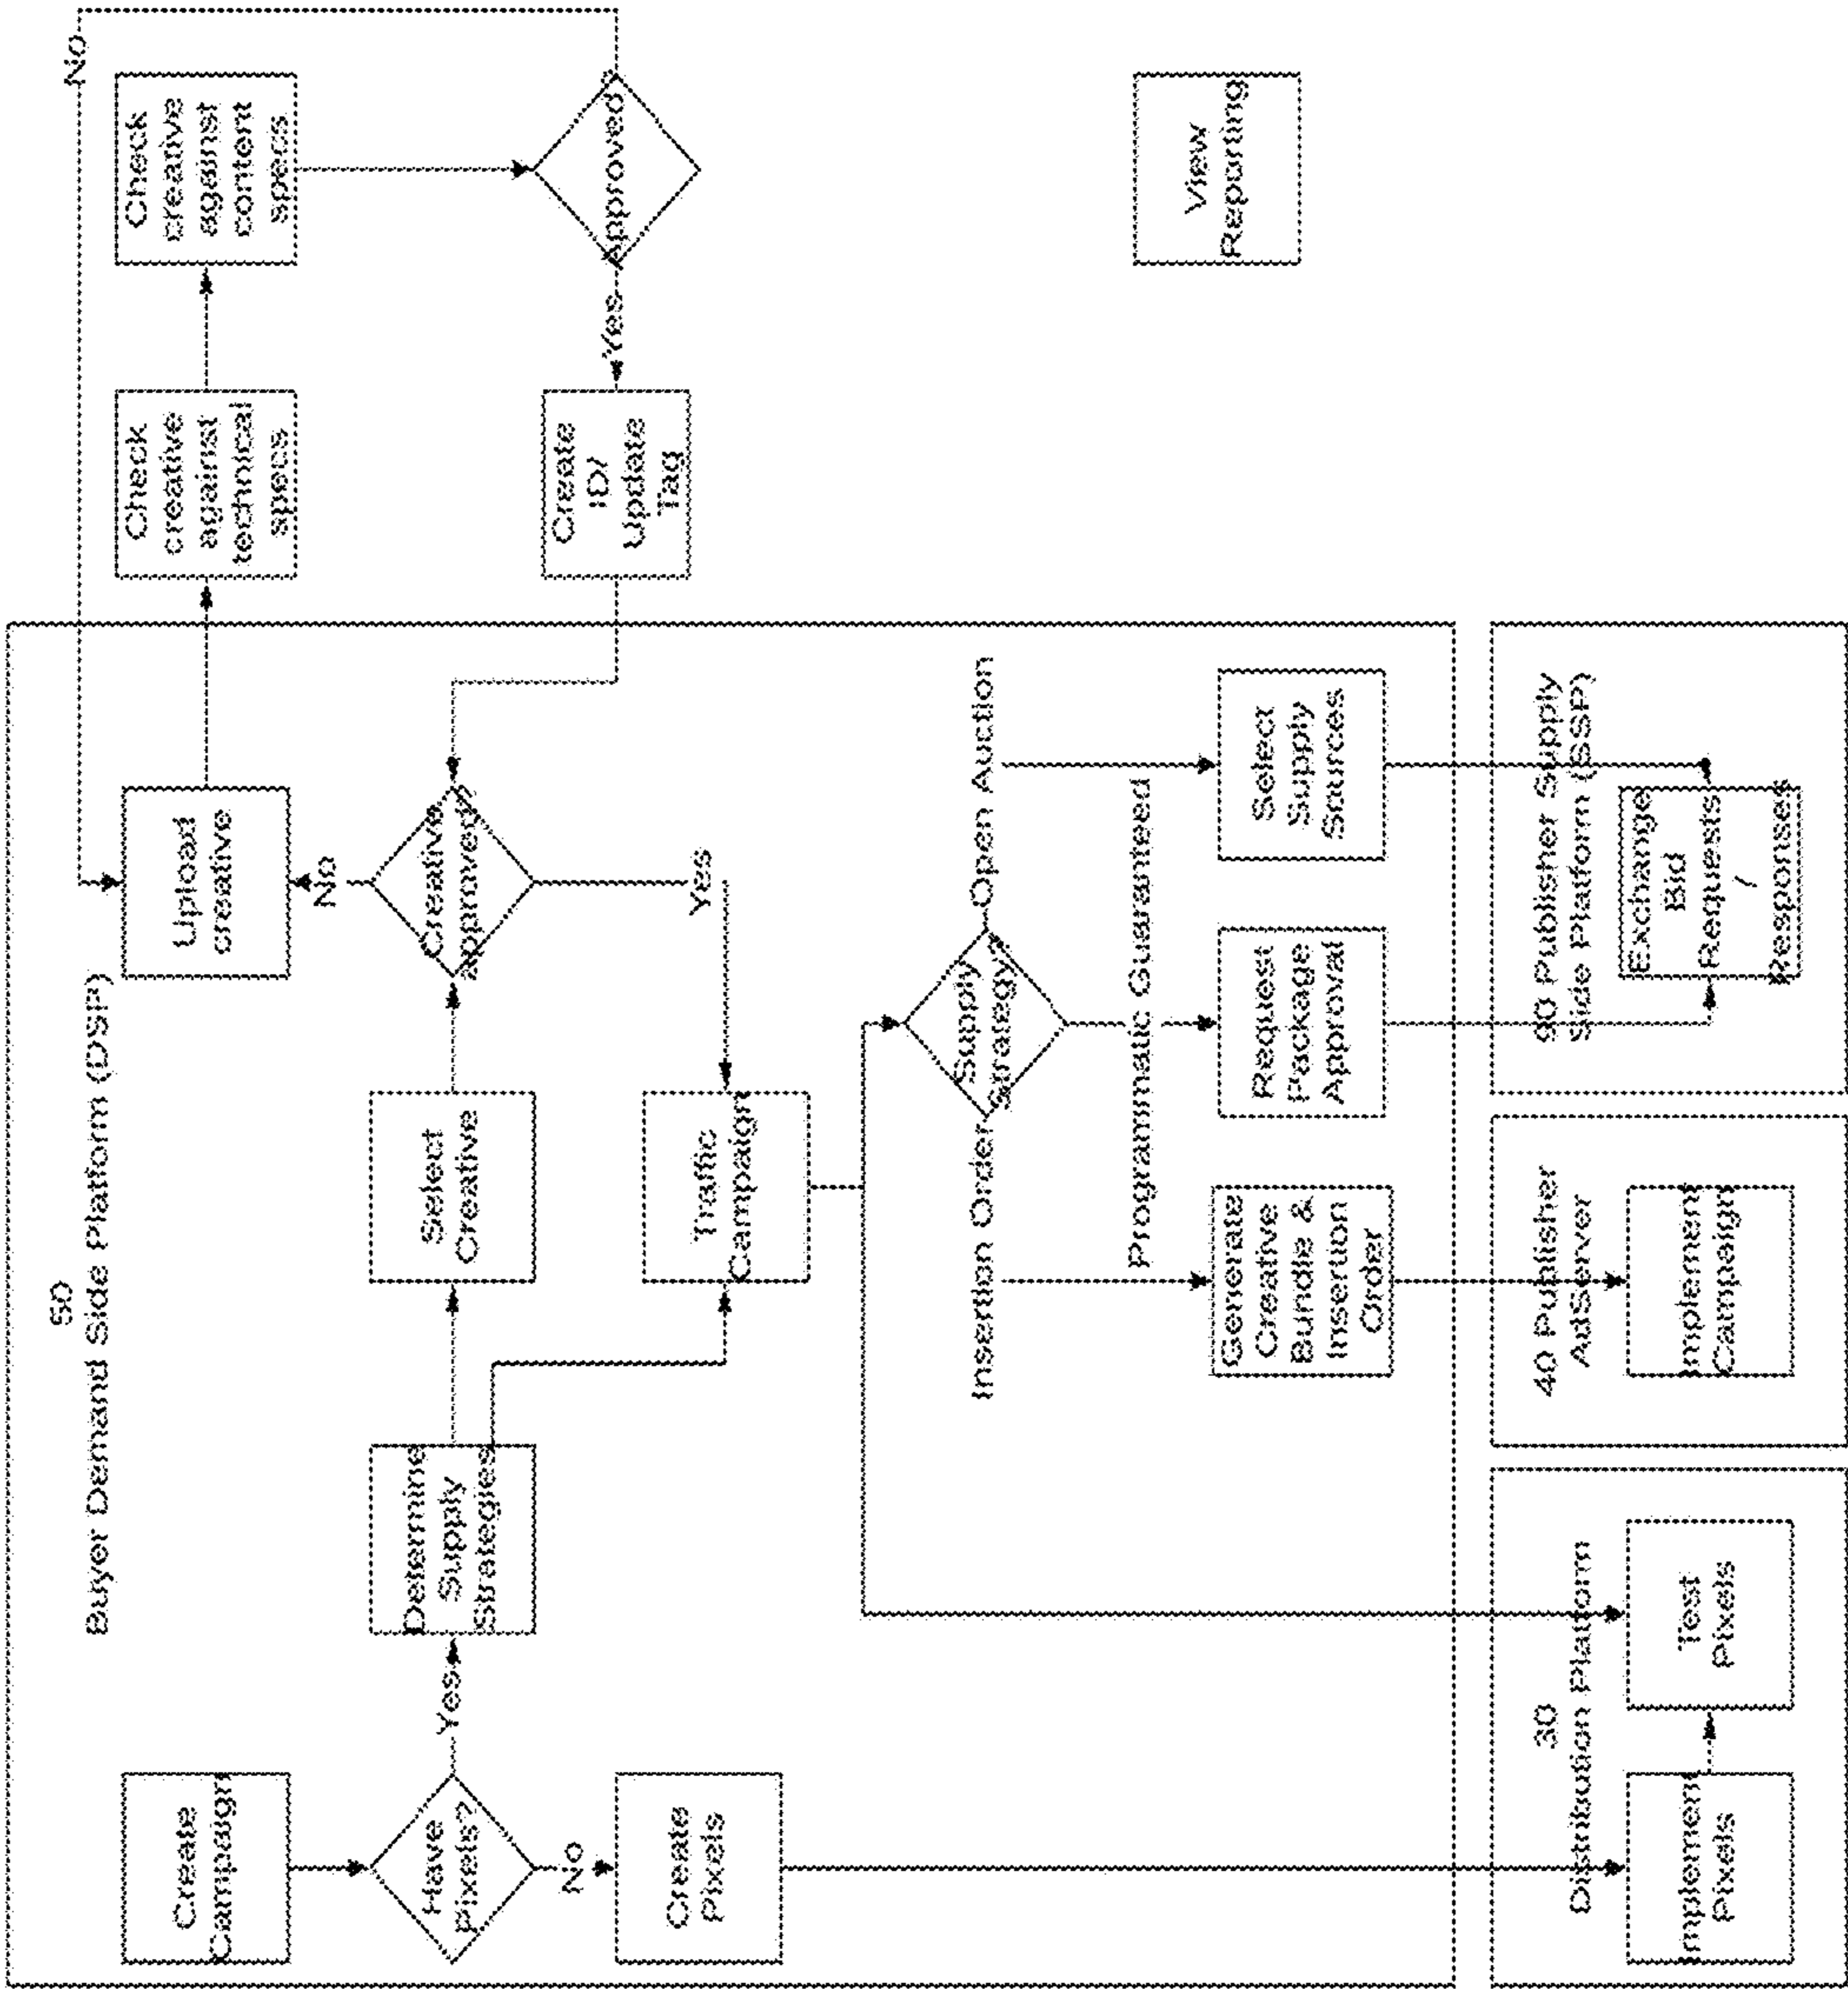 50
Buyer Demand Side Platform (DSP)
Create
Campaign
Upload
creative
Check
creative
against
technical
specs
Check
creative
against
content
specs
No
Have
Pixels?
Yes
Determine
Supply
Strategies
Select
Creative
Creative
Approved?
No
No
Create
Pixels
Traffic
Campaign
Yes
Create
ID/
Update
Tag
Yes
Approved?
Insertion Order
Supply
Strategy?
Open Auction
Programmatic Guaranteed
Generate
Creative
Bundle &
Insertion
Order
Request
Package
Approval
Select
Supply
Sources
View
Reporting
30
Distribution Platform
Implement
Pixels
Test
Pixels
40 Publisher
AdServer
Implement
Campaign
90 Publisher Supply
Side Platform (SSP)
Exchange
Bid
Requests
/
Responses